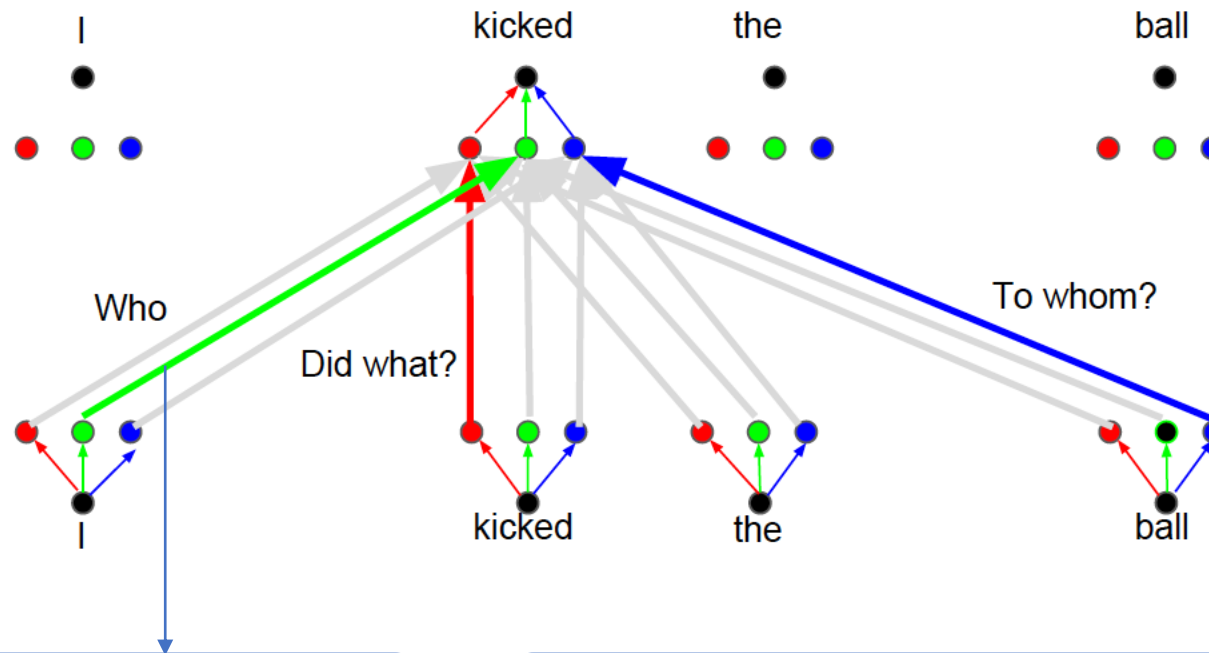 I kicked the ball
Who
Did what?
To whom?
I kicked the ball